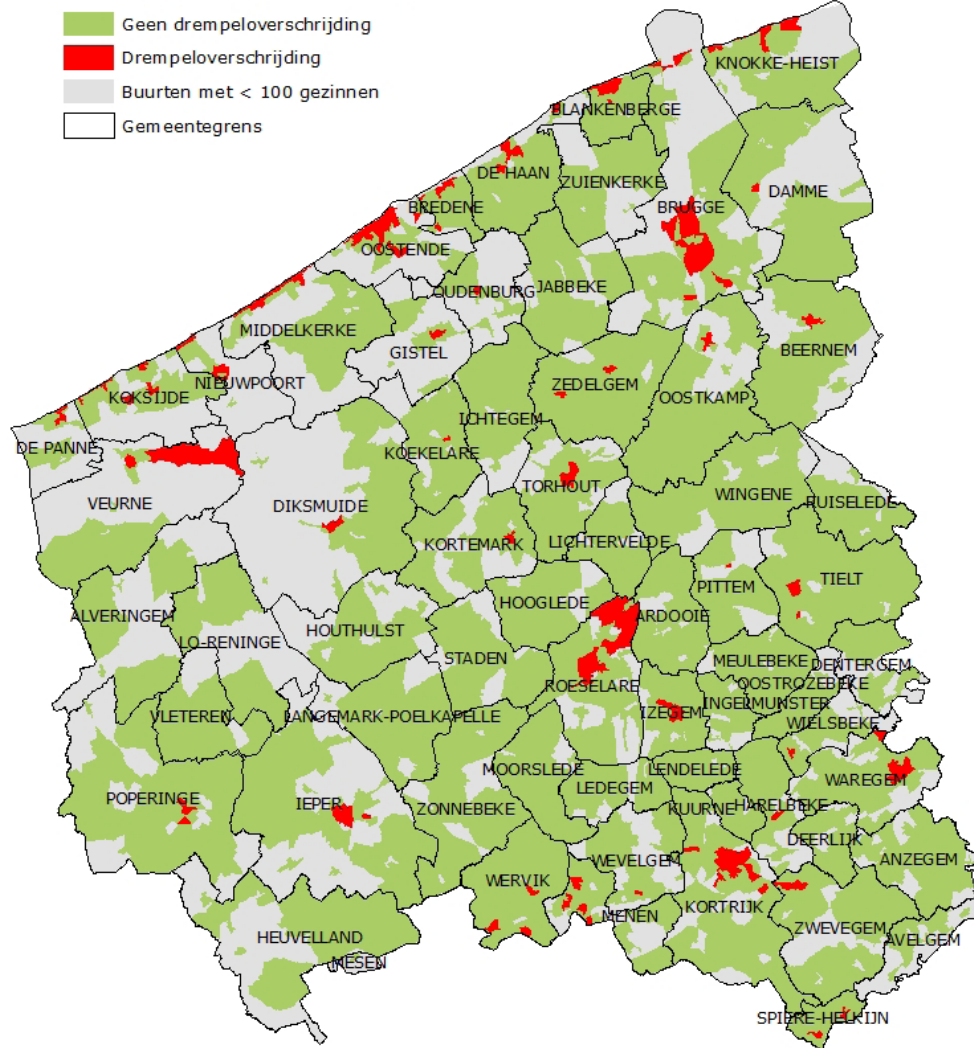 Geen drempeloverschrijding
Drempeloverschrijding
Buurten met < 100 gezinnen
Gemeentegrens
KNOKKE-HEIST
BLANKENBERGE
DE HAAN
ZUIENKERKE
DAMME
BREDENE
BRUGGE
OOSTENDE
OUDENBURG
JABBEKE
MIDDELKERKE
GISTEL
BEERNEM
NIEUWPOORT
ZEDELGEM
KOKSIJDE
OOSTKAMP
ICHTEGEM
DE PANNE
KOEKELARE
TORHOUT
WINGENE
VEURNE
DIKSMUIDE
RUISELEDE
KORTEMARK
LICHTERVELDE
TIELT
PITTEM
HOOGLEDE
ALVERINGEM
ARDOOIE
HOUTHULST
LO-RENINGE
STADEN
MEULEBEKE
DENTERGEM
ROESELARE
OOSTROZEBEKE
INGELMUNSTER
IZEGEM
VLETEREN
LANGEMARK-POELKAPELLE
WIELSBEKE
MOORSLEDE
LENDELEDE
WAREGEM
LEDEGEM
POPERINGE
IEPER
ZONNEBEKE
KUURNE
HARELBEKE
DEERLIJK
WEVELGEM
ANZEGEM
WERVIK
KORTRIJK
MENEN
ZWEVEGEM
HEUVELLAND
AVELGEM
MESEN
SPIERE-HELKIJN